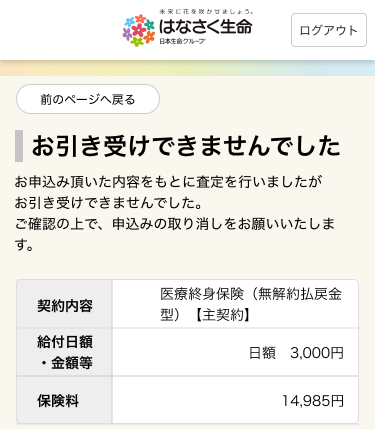 未来に花を咲かせましょう。
はなさく生命
日本生命グループ
ログアウト
前のページへ戻る
お引き受けできませんでした
お申込み頂いた内容をもとに査定を行いましたが
お引き受けできませんでした。
ご確認の上で、申込みの取り消しをお願いいたしま
す。
契約内容
医療終身保険（無解約払戻金
型）【主契約】
給付日額
・金額等
日額　3,000円
保険料
14,985円